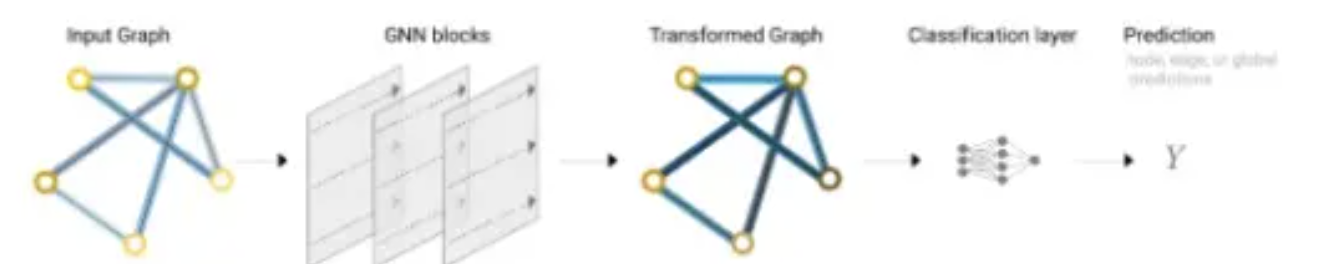 Input Graph
GNN blocks
Transformed Graph
Classification layer
Prediction
node, edge, or global
predictions
Y